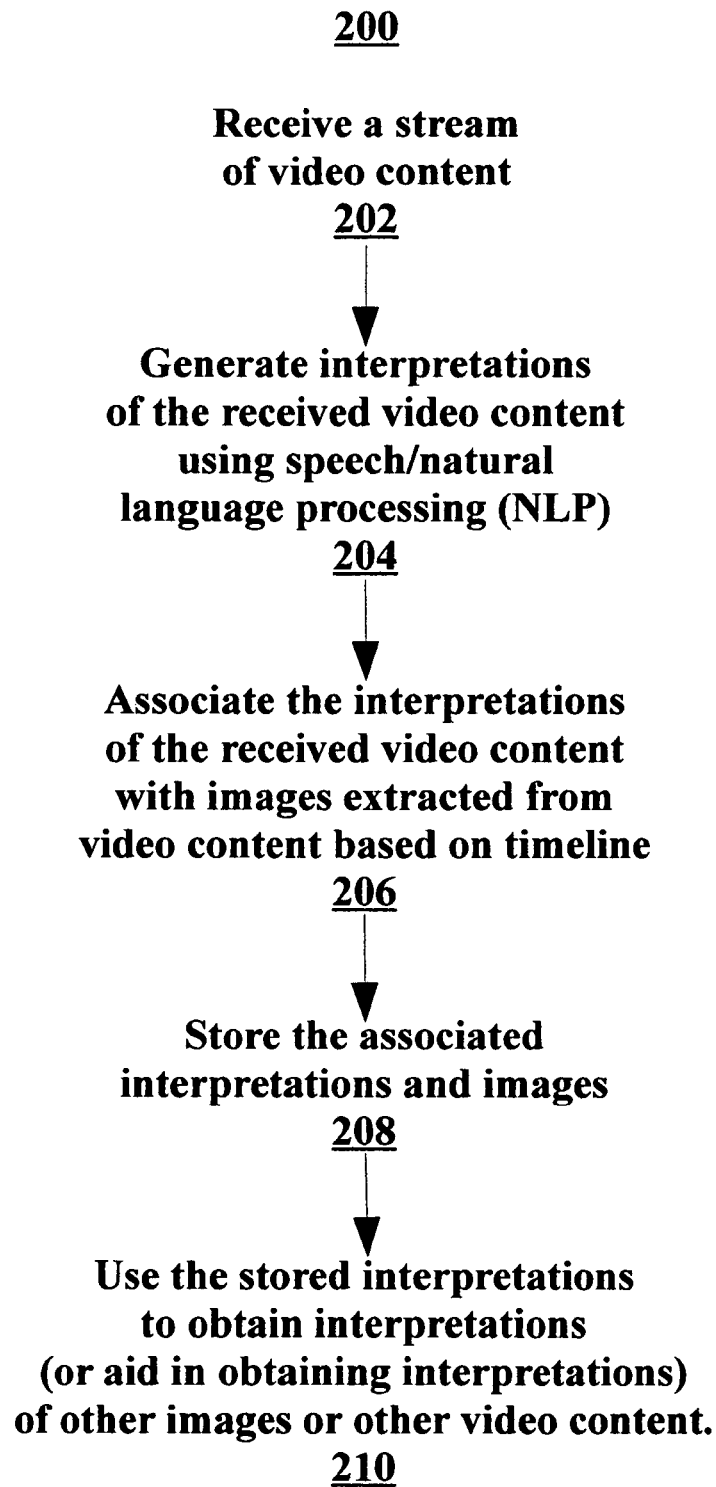 200
Receive a stream
of video content
202
Generate interpretations
of the received video content
using speech/natural
language processing (NLP)
204
Associate the interpretations
of the received video content
with images extracted from
video content based on timeline
206
Store the associated
interpretations and images
208
Use the stored interpretations
to obtain interpretations
(or aid in obtaining interpretations)
of other images or other video content.
210